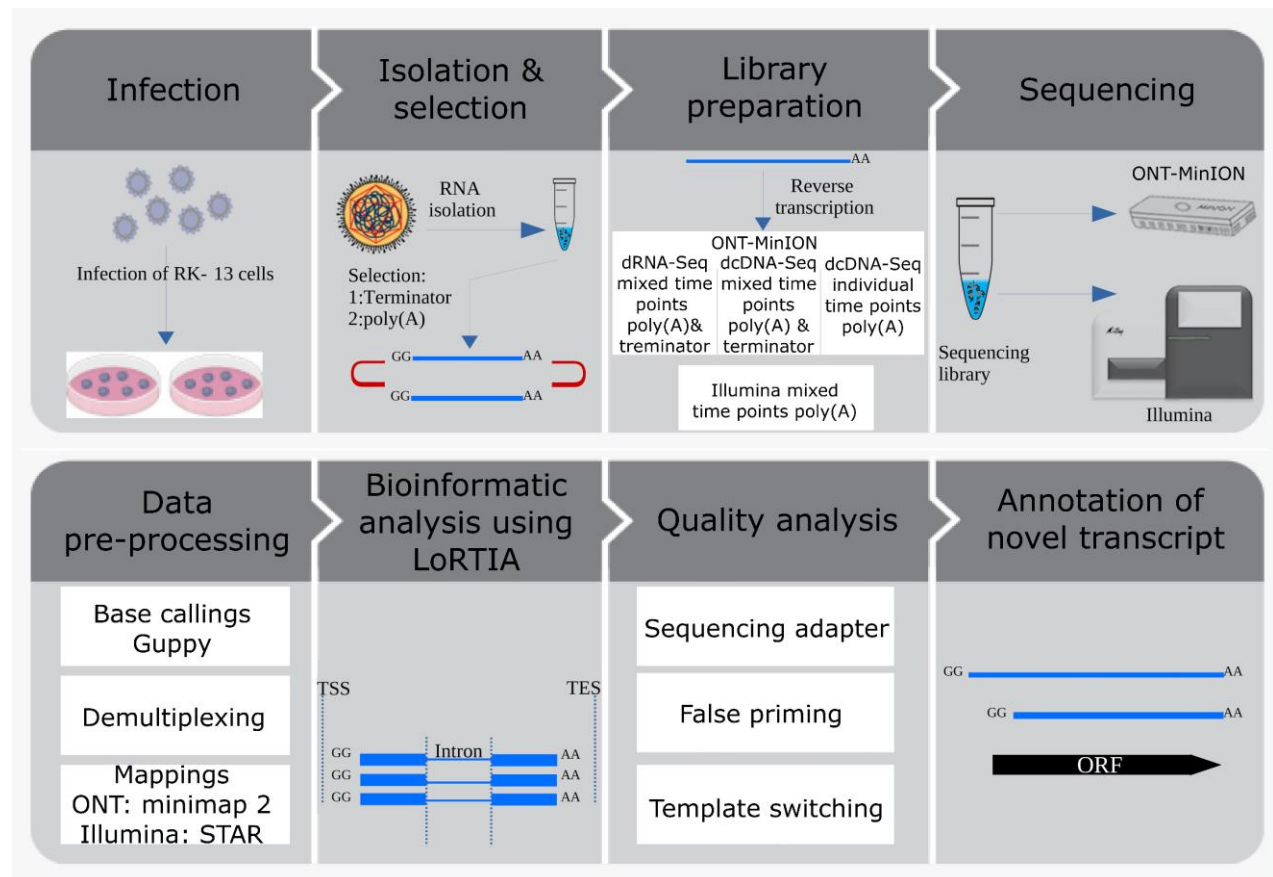 Infection
Isolation &
selection
Library
preparation
Sequencing
Infection of RK- 13 cells
RNA
isolation
Selection:
1:Terminator
2:poly(A)
GG AA
GG AA
AA
Reverse
transcription
ONT-MinION
dRNA-Seq
mixed time
points
poly(A)&
treminator
dcDNA-Seq
mixed time
points
poly(A) &
terminator
dcDNA-Seq
individual
time points
poly(A)
Illumina mixed
time points poly(A)
ONT-MinION
MinION
Sequencing
library
Illumina
Data
pre-processing
Bioinformatic
analysis using
LoRTIA
Quality analysis
Annotation of
novel transcript
Base callings
Guppy
Demultiplexing
Mappings
ONT: minimap 2
Illumina: STAR
TSS TES
GG Intron AA
GG AA
GG AA
Sequencing adapter
False priming
Template switching
GG AA
GG AA
ORF